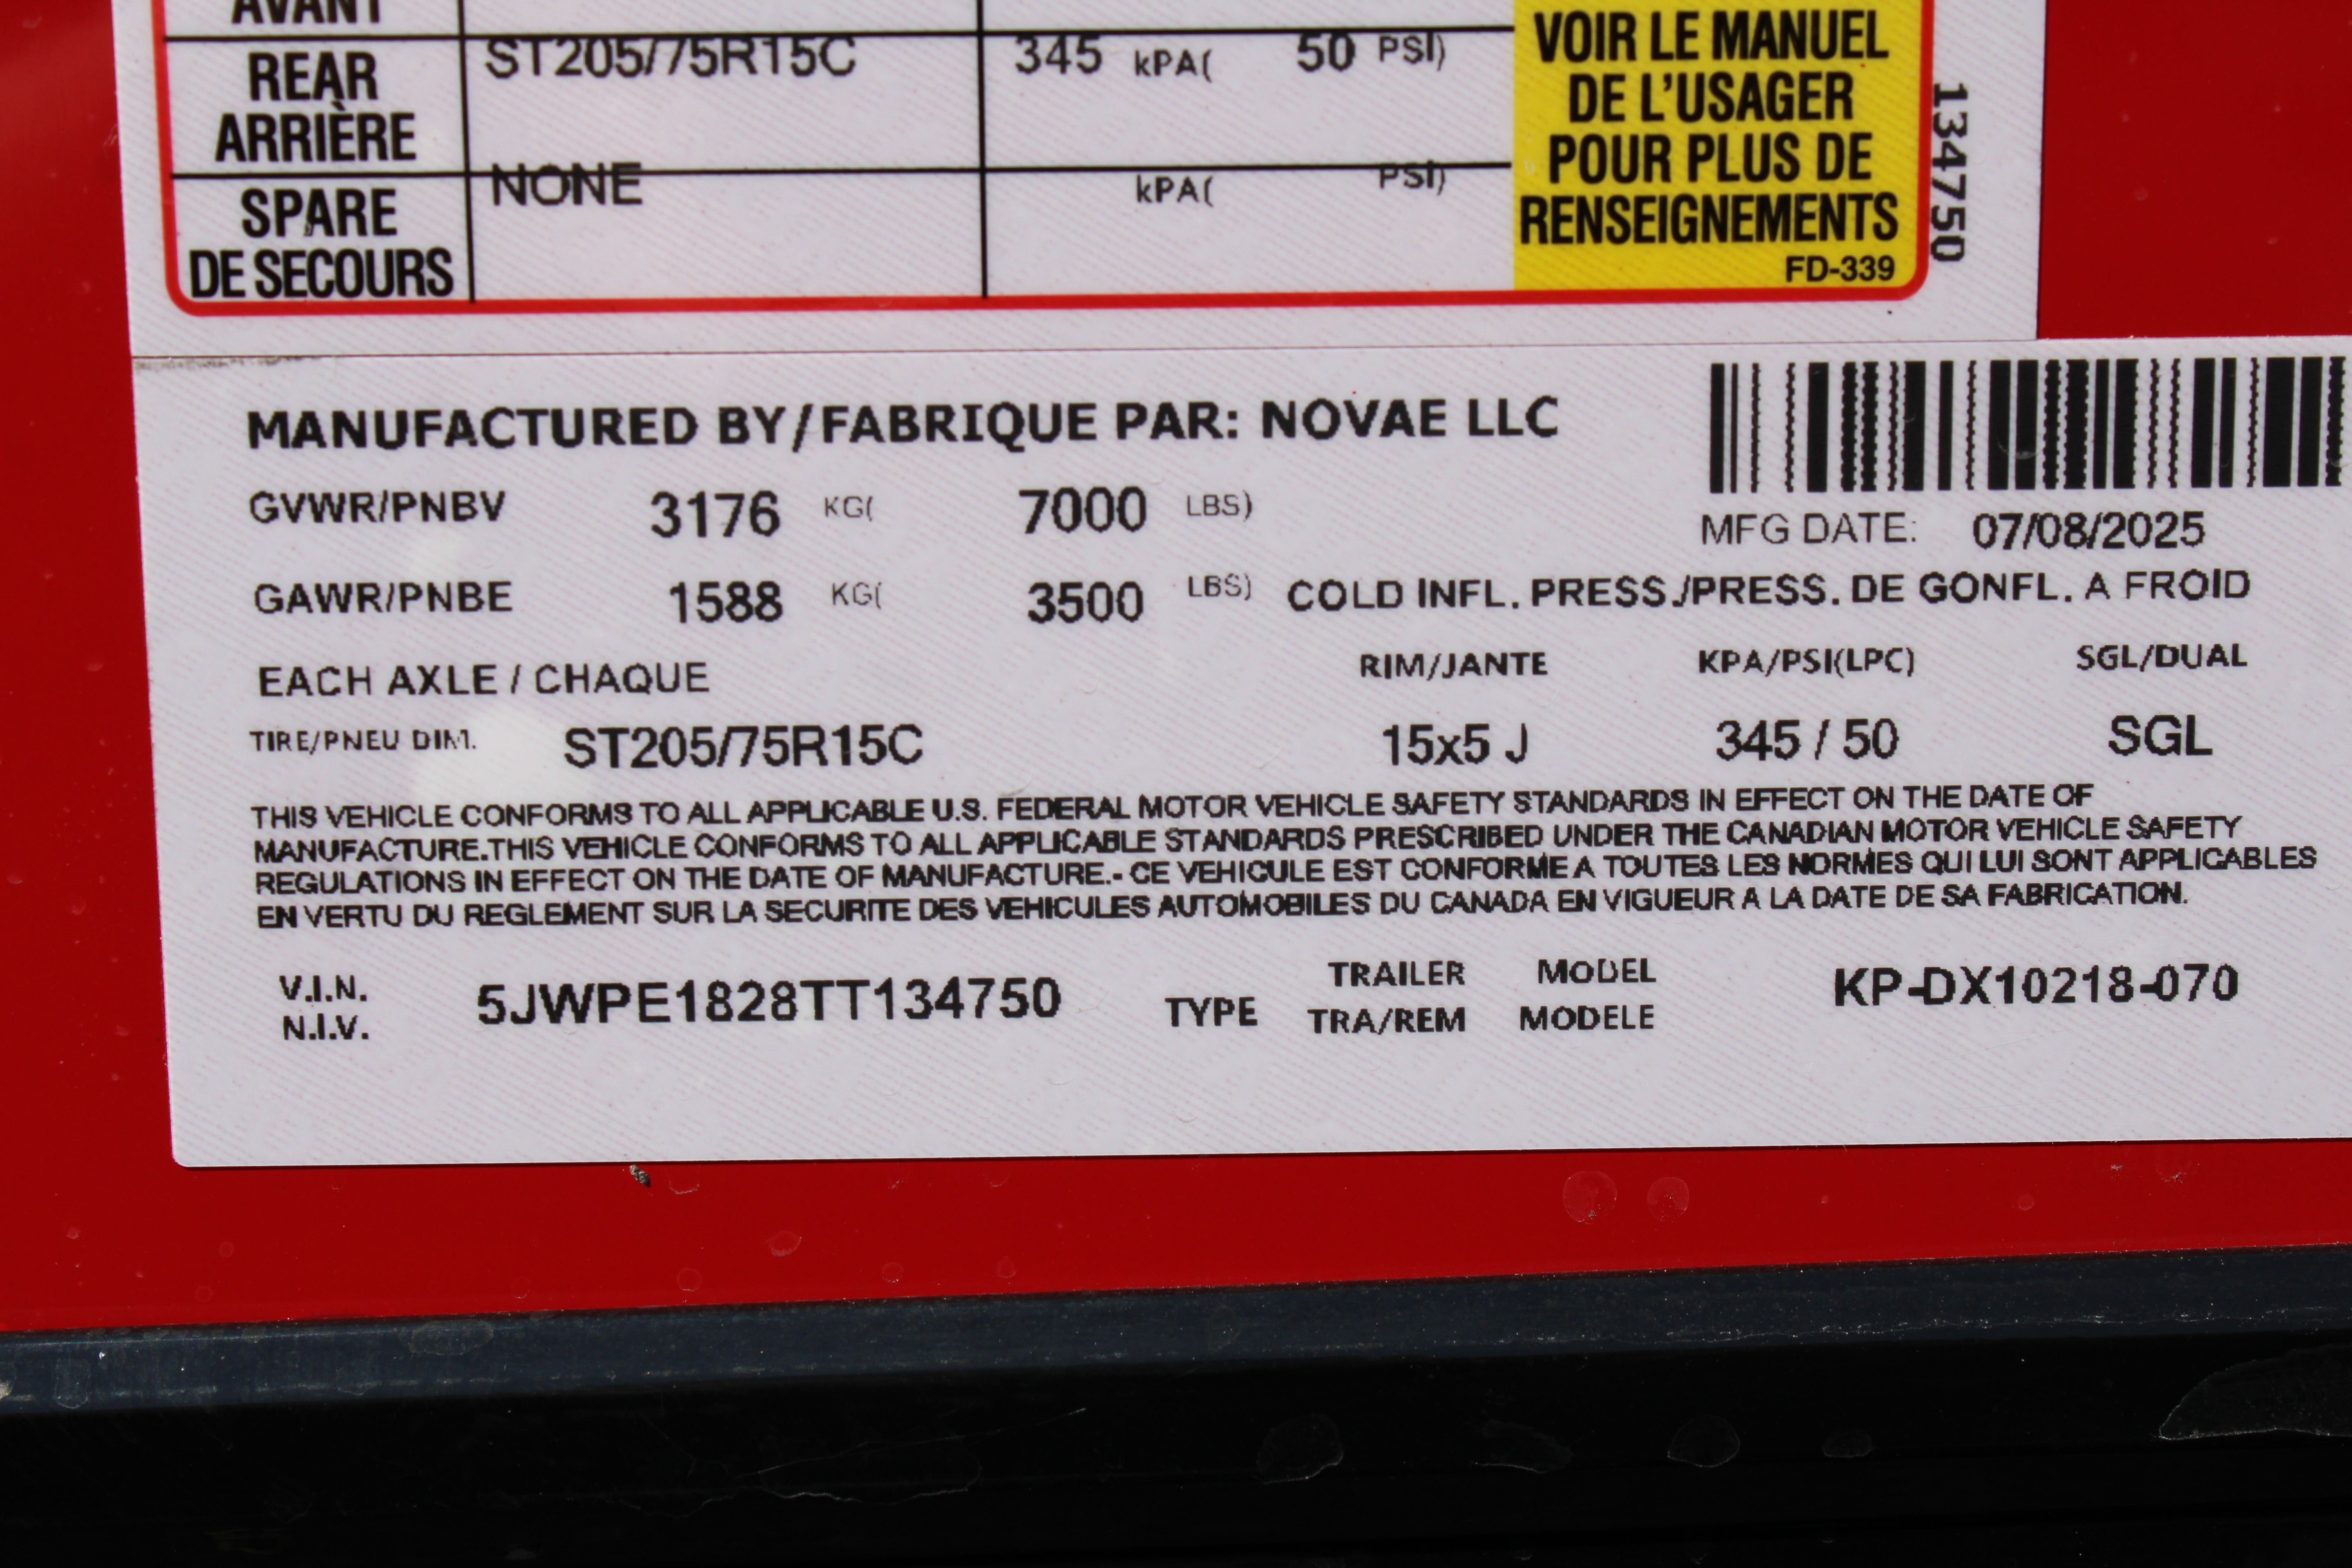 AVANT
REAR ST205/75R15C 345 kPA( 50 PSI)
ARRIÈRE
SPARE NONE kPA( PSI)
DE SECOURS
VOIR LE MANUEL
DE L'USAGER
POUR PLUS DE
RENSEIGNEMENTS
FD-339
134750
MANUFACTURED BY/FABRIQUE PAR: NOVAE LLC
GVWR/PNBV 3176 KG( 7000 LBS)
MFG DATE: 07/08/2025
GAWR/PNBE 1588 KG( 3500 LBS) COLD INFL. PRESS./PRESS. DE GONFL. A FROID
EACH AXLE / CHAQUE RIM/JANTE KPA/PSI(LPC) SGL/DUAL
TIRE/PNEU DIM. ST205/75R15C 15x5 J 345 / 50 SGL
THIS VEHICLE CONFORMS TO ALL APPLICABLE U.S. FEDERAL MOTOR VEHICLE SAFETY STANDARDS IN EFFECT ON THE DATE OF
MANUFACTURE.THIS VEHICLE CONFORMS TO ALL APPLICABLE STANDARDS PRESCRIBED UNDER THE CANADIAN MOTOR VEHICLE SAFETY
REGULATIONS IN EFFECT ON THE DATE OF MANUFACTURE.- CE VEHICULE EST CONFORME A TOUTES LES NORMES QUI LUI SONT APPLICABLES
EN VERTU DU REGLEMENT SUR LA SECURITE DES VEHICULES AUTOMOBILES DU CANADA EN VIGUEUR A LA DATE DE SA FABRICATION.
V.I.N. 5JWPE1828TT134750 TYPE TRAILER MODEL KP-DX10218-070
N.I.V. TRA/REM MODELE